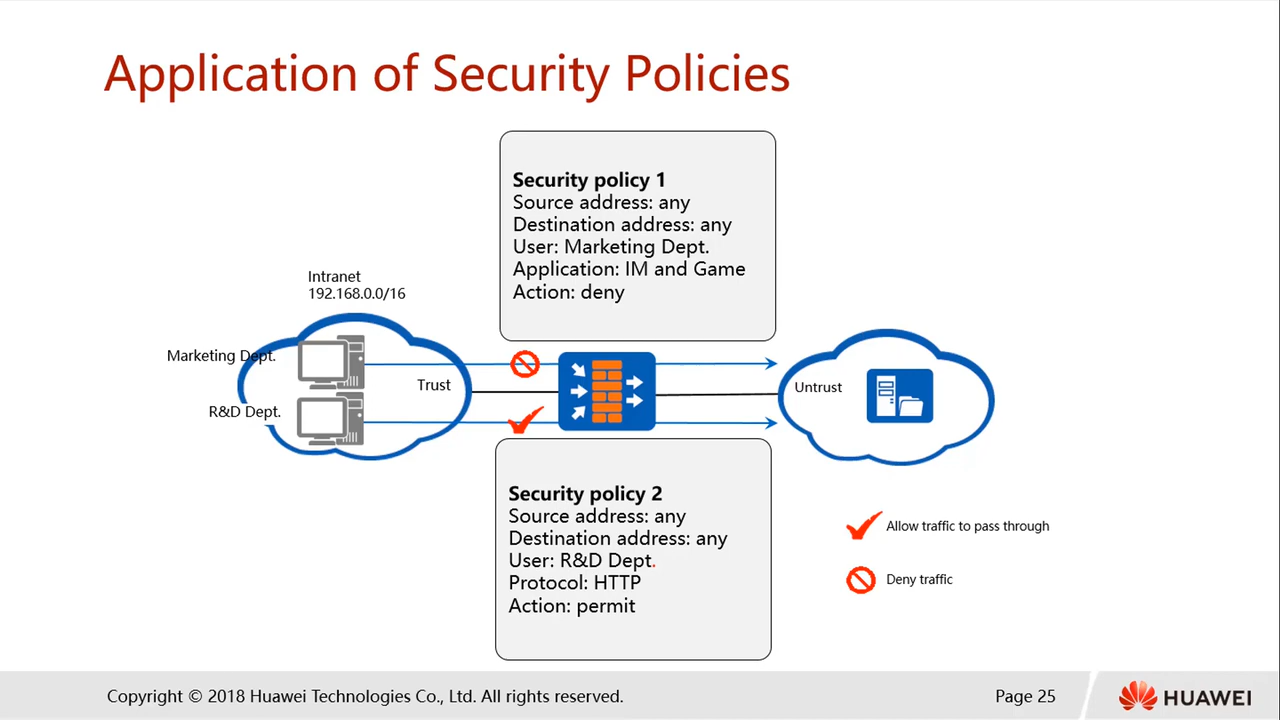 Application of Security Policies
Security policy 1
Source address: any
Destination address: any
User: Marketing Dept.
Application: IM and Game
Action: deny
Intranet
192.168.0.0/16
Marketing Dept.
Trust
R&D Dept.
Untrust
Security policy 2
Source address: any
Destination address: any
User: R&D Dept.
Protocol: HTTP
Action: permit
Allow traffic to pass through
Deny traffic
Copyright © 2018 Huawei Technologies Co., Ltd. All rights reserved.
Page 25
HUAWEI